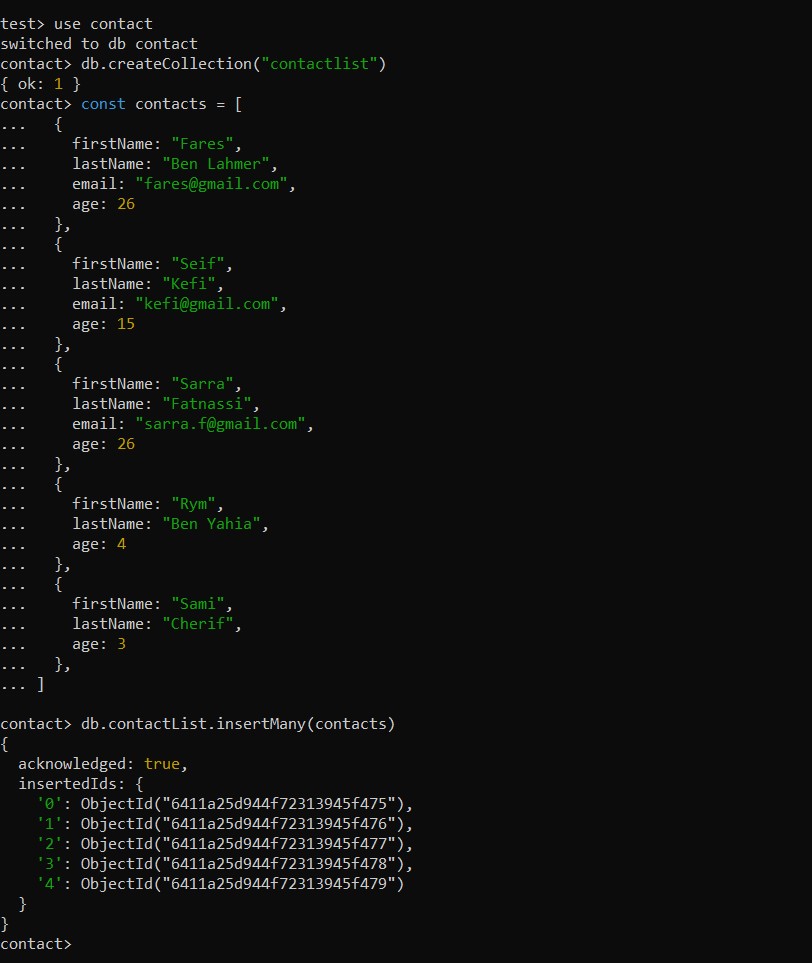 test> use contact
switched to db contact
contact> db.createCollection("contactlist")
{ ok: 1 }
contact> const contacts = [
...   {
...     firstName: "Fares",
...     lastName: "Ben Lahmer",
...     email: "fares@gmail.com",
...     age: 26
...   },
...   {
...     firstName: "Seif",
...     lastName: "Kefi",
...     email: "kefi@gmail.com",
...     age: 15
...   },
...   {
...     firstName: "Sarra",
...     lastName: "Fatnassi",
...     email: "sarra.f@gmail.com",
...     age: 26
...   },
...   {
...     firstName: "Rym",
...     lastName: "Ben Yahia",
...     age: 4
...   },
...   {
...     firstName: "Sami",
...     lastName: "Cherif",
...     age: 3
...   },
... ]
contact> db.contactList.insertMany(contacts)
{
  acknowledged: true,
  insertedIds: {
    '0': ObjectId("6411a25d944f72313945f475"),
    '1': ObjectId("6411a25d944f72313945f476"),
    '2': ObjectId("6411a25d944f72313945f477"),
    '3': ObjectId("6411a25d944f72313945f478"),
    '4': ObjectId("6411a25d944f72313945f479")
  }
}
contact>